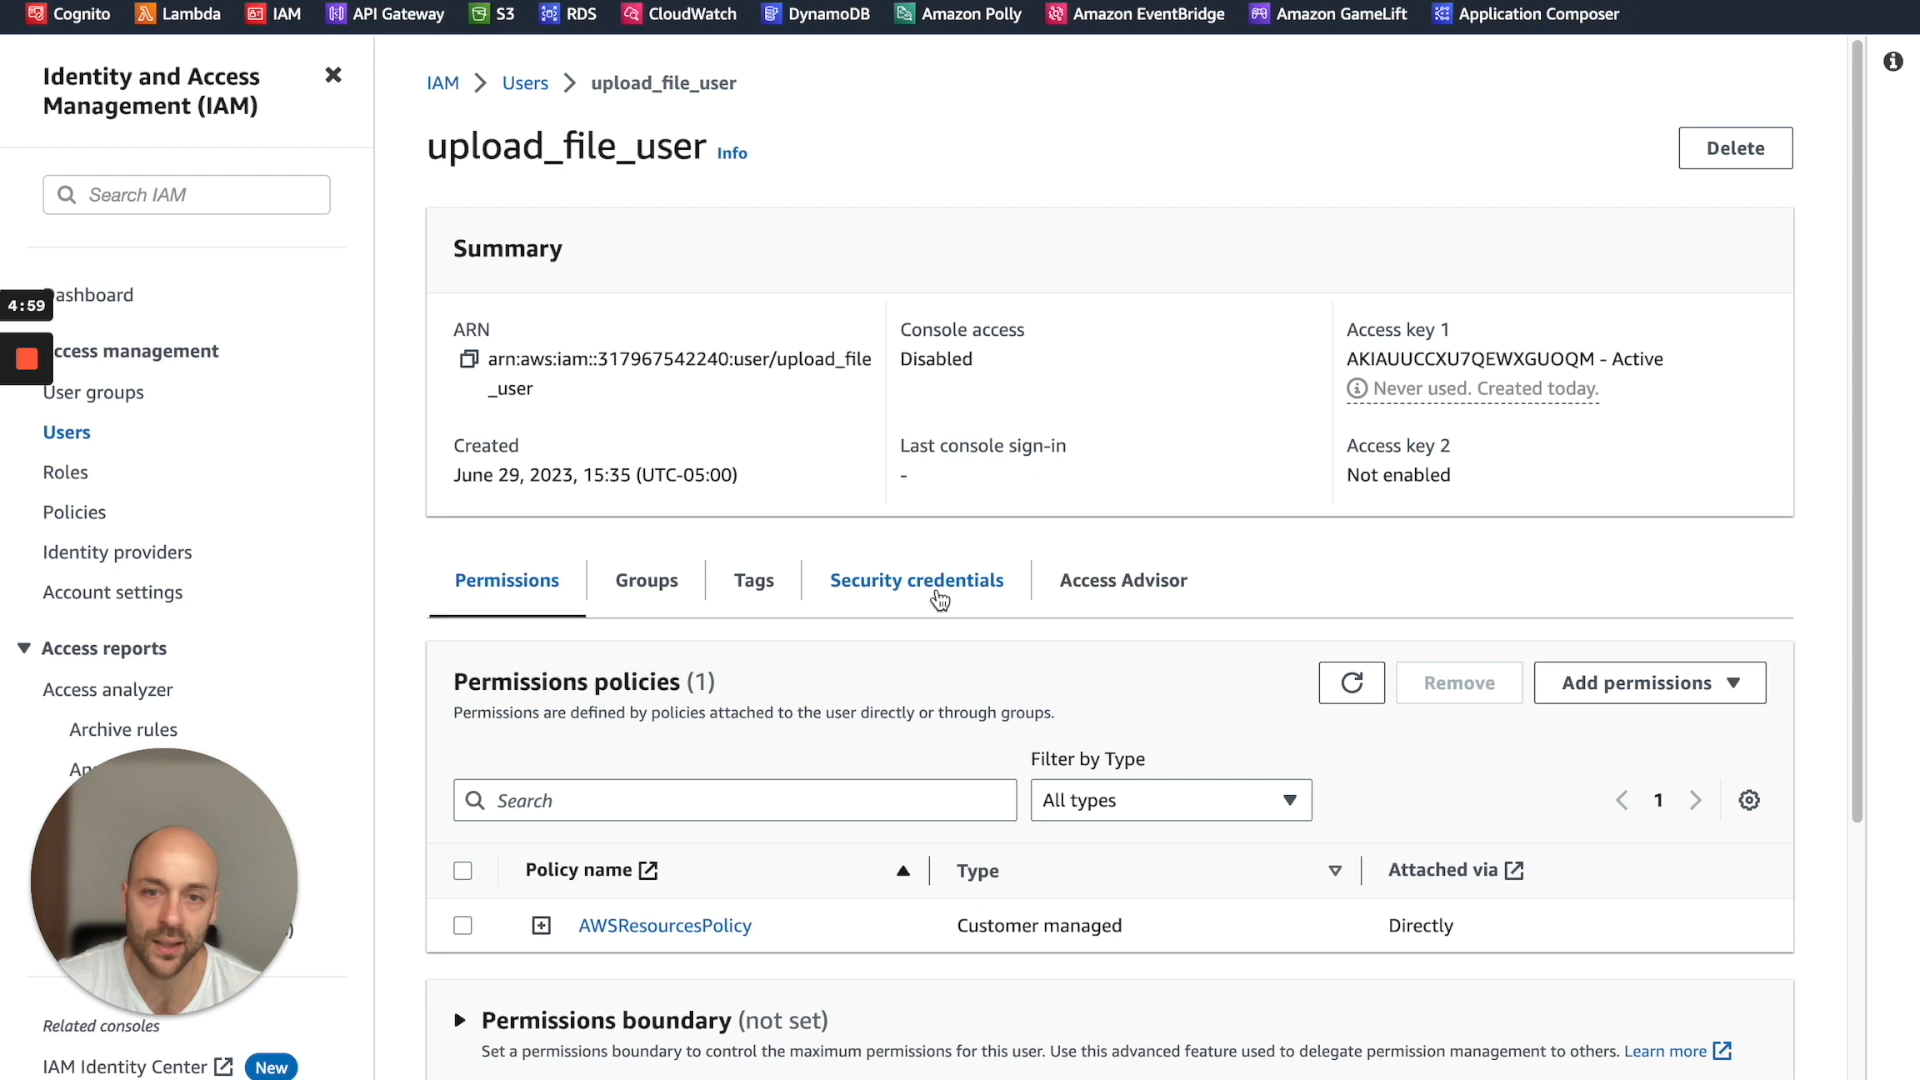 Cognito
Lambda
IAM
API Gateway
S3
RDS
CloudWatch
DynamoDB
Amazon Polly
Amazon EventBridge
Amazon GameLift
Application Composer
Identity and Access
Management (IAM)
Search IAM
ashboard
4:59
ccess management
User groups
Users
Roles
Policies
Identity providers
Account settings
Access reports
Access analyzer
Archive rules
Related consoles
IAM Identity Center
New
IAM
Users
upload_file_user
upload_file_user Info
Delete
Summary
ARN
arn:aws:iam::317967542240:user/upload_file
_user
Console access
Disabled
Access key 1
AKIAUUCCXU7QEWXGUOQM - Active
Never used. Created today.
Created
June 29, 2023, 15:35 (UTC-05:00)
Last console sign-in
-
Access key 2
Not enabled
Permissions
Groups
Tags
Security credentials
Access Advisor
Permissions policies (1)
Permissions are defined by policies attached to the user directly or through groups.
Remove
Add permissions
Filter by Type
Search
All types
1
Policy name
Type
Attached via
AWSResourcesPolicy
Customer managed
Directly
Permissions boundary (not set)
Set a permissions boundary to control the maximum permissions for this user. Use this advanced feature used to delegate permission management to others. Learn more